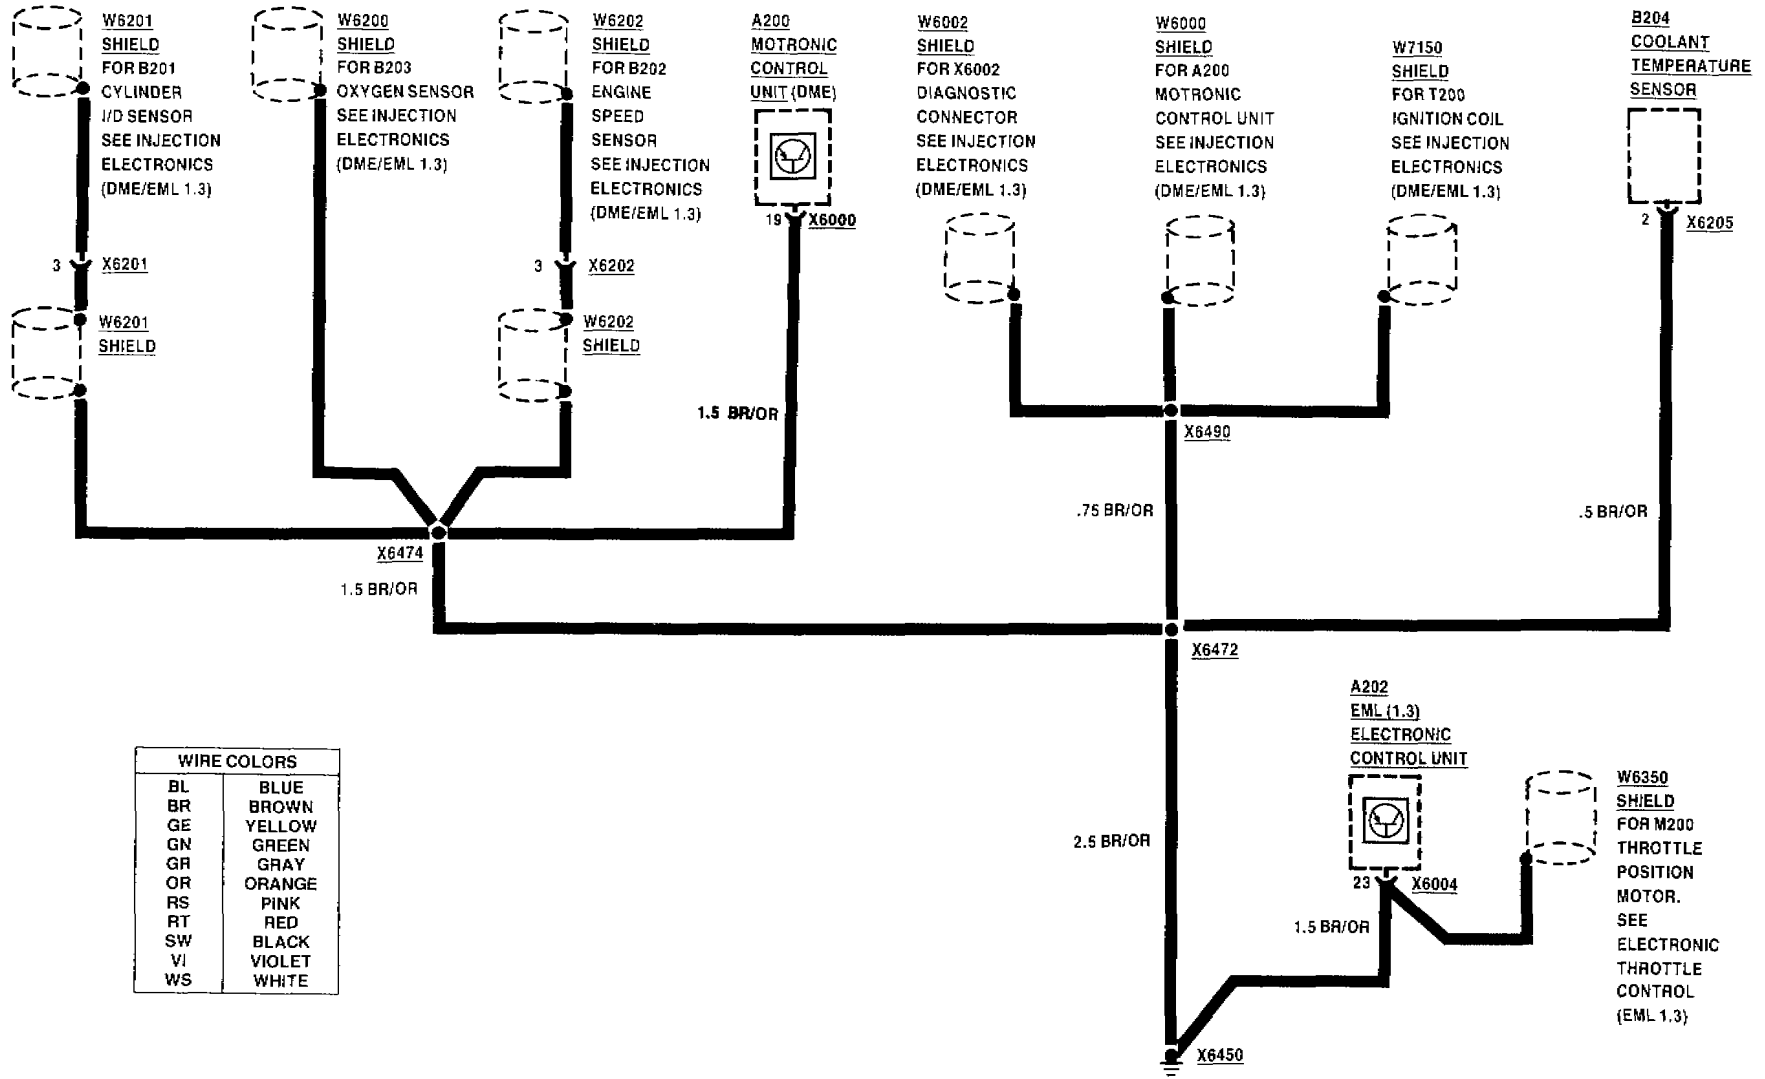 W6201
SHIELD
FOR B201
CYLINDER
I/D SENSOR
SEE INJECTION
ELECTRONICS
(DME/EML 1.3)
W6200
SHIELD
FOR B203
OXYGEN SENSOR
SEE INJECTION
ELECTRONICS
(DME/EML 1.3)
W6202
SHIELD
FOR B202
ENGINE
SPEED
SENSOR
SEE INJECTION
ELECTRONICS
(DME/EML 1.3)
A200
MOTRONIC
CONTROL
UNIT (DME)
19 X6000
W6002
SHIELD
FOR X6002
DIAGNOSTIC
CONNECTOR
SEE INJECTION
ELECTRONICS
(DME/EML 1.3)
W6000
SHIELD
FOR A200
MOTRONIC
CONTROL UNIT
SEE INJECTION
ELECTRONICS
(DME/EML 1.3)
W7150
SHIELD
FOR T200
IGNITION COIL
SEE INJECTION
ELECTRONICS
(DME/EML 1.3)
B204
COOLANT
TEMPERATURE
SENSOR
2 X6205
3 X6201
3 X6202
W6201
SHIELD
W6202
SHIELD
1.5 BR/OR
X6490
.75 BR/OR
.5 BR/OR
X6474
1.5 BR/OR
X6472
A202
EML (1.3)
ELECTRONIC
CONTROL UNIT
23 X6004
1.5 BR/OR
W6350
SHIELD
FOR M200
THROTTLE
POSITION
MOTOR.
SEE
ELECTRONIC
THROTTLE
CONTROL
(EML 1.3)
2.5 BR/OR
X6450
WIRE COLORS
BL BLUE
BR BROWN
GE YELLOW
GN GREEN
GR GRAY
OR ORANGE
RS PINK
RT RED
SW BLACK
VI VIOLET
WS WHITE